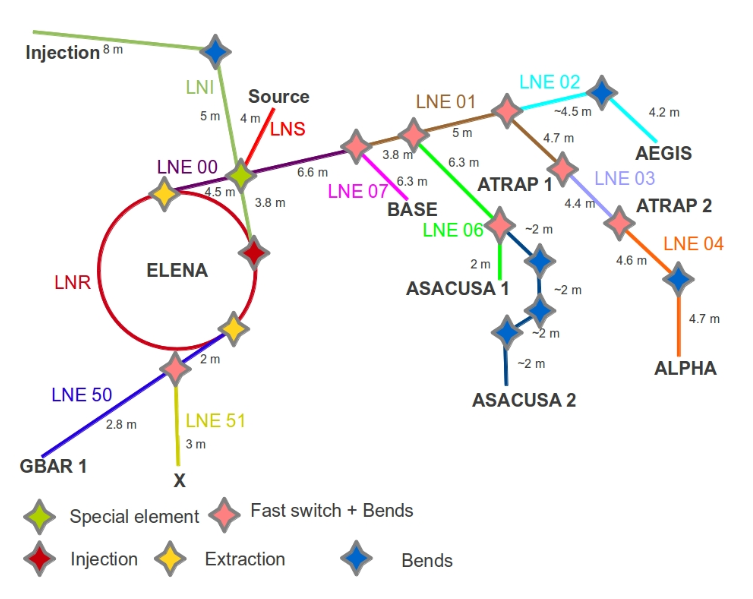 Injection 8 m
LNI
5 m
Source
4 m
LNS
LNE 00
4.5 m
3.8 m
6.6 m
LNR
ELENA
LNE 01
3.8 m
5 m
LNE 02
~4.5 m
4.2 m
AEGIS
4.7 m
ATRAP 1
LNE 03
4.4 m
ATRAP 2
LNE 04
4.6 m
4.7 m
ALPHA
LNE 07
6.3 m
BASE
6.3 m
LNE 06
2 m
ASACUSA 1
~2 m
~2 m
~2 m
~2 m
ASACUSA 2
2 m
LNE 50
2.8 m
GBAR 1
LNE 51
3 m
X
Special element
Fast switch + Bends
Injection
Extraction
Bends